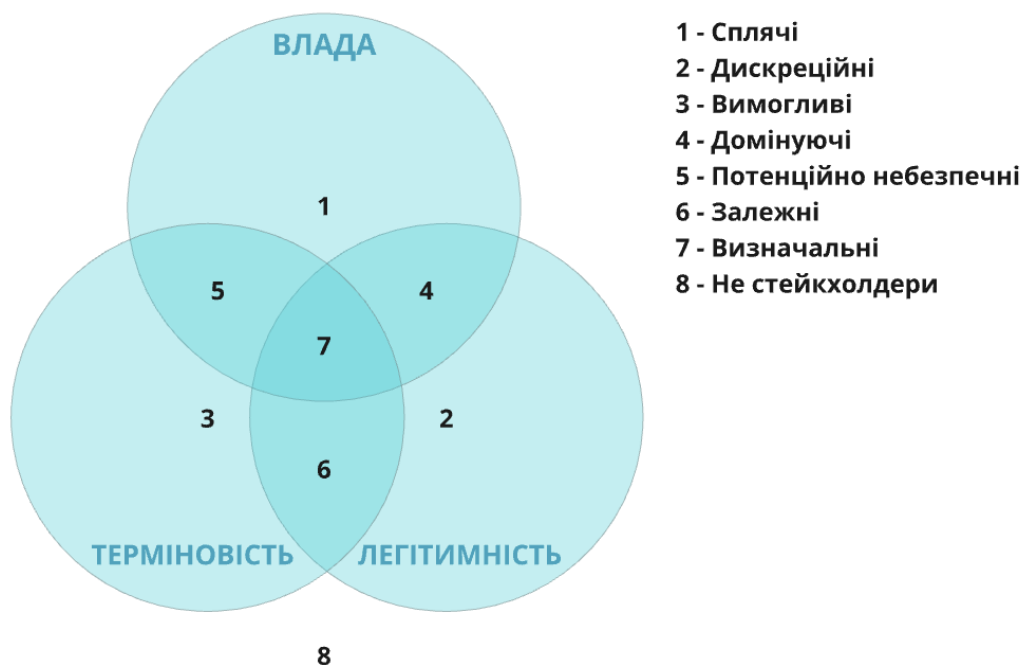 ВЛАДА
1
5
4
7
3
2
6
ТЕРМІНОВІСТЬ
ЛЕГІТИМНІСТЬ
8
1 - Сплячі
2 - Дискреційні
3 - Вимогливі
4 - Домінуючі
5 - Потенційно небезпечні
6 - Залежні
7 - Визначальні
8 - Не стейкхолдери